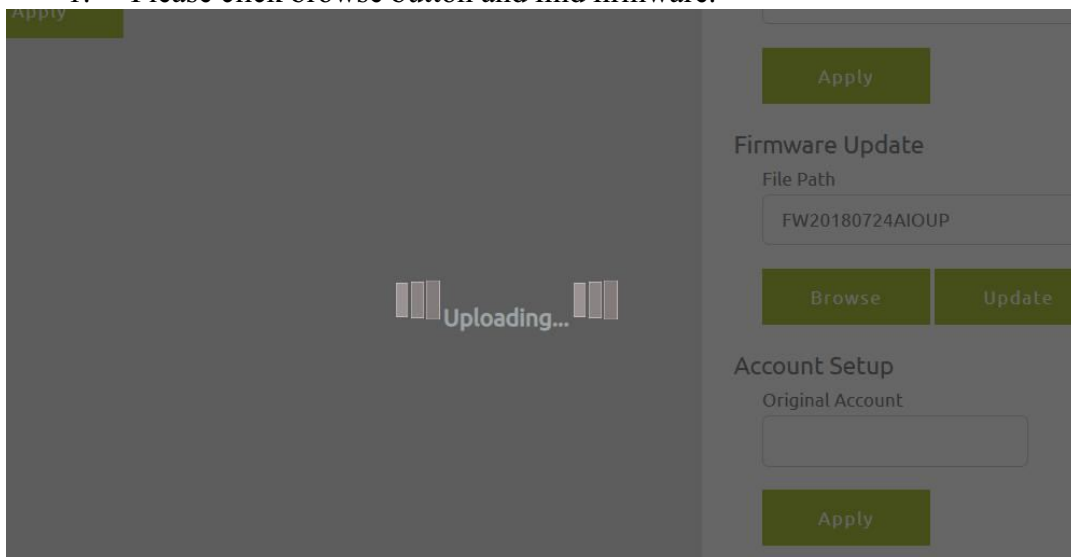 1. Please click browse button and find firmware.
Apply
Apply
Firmware Update
File Path
FW20180724AIOUP
Browse
Update
Uploading...
Account Setup
Original Account
Apply